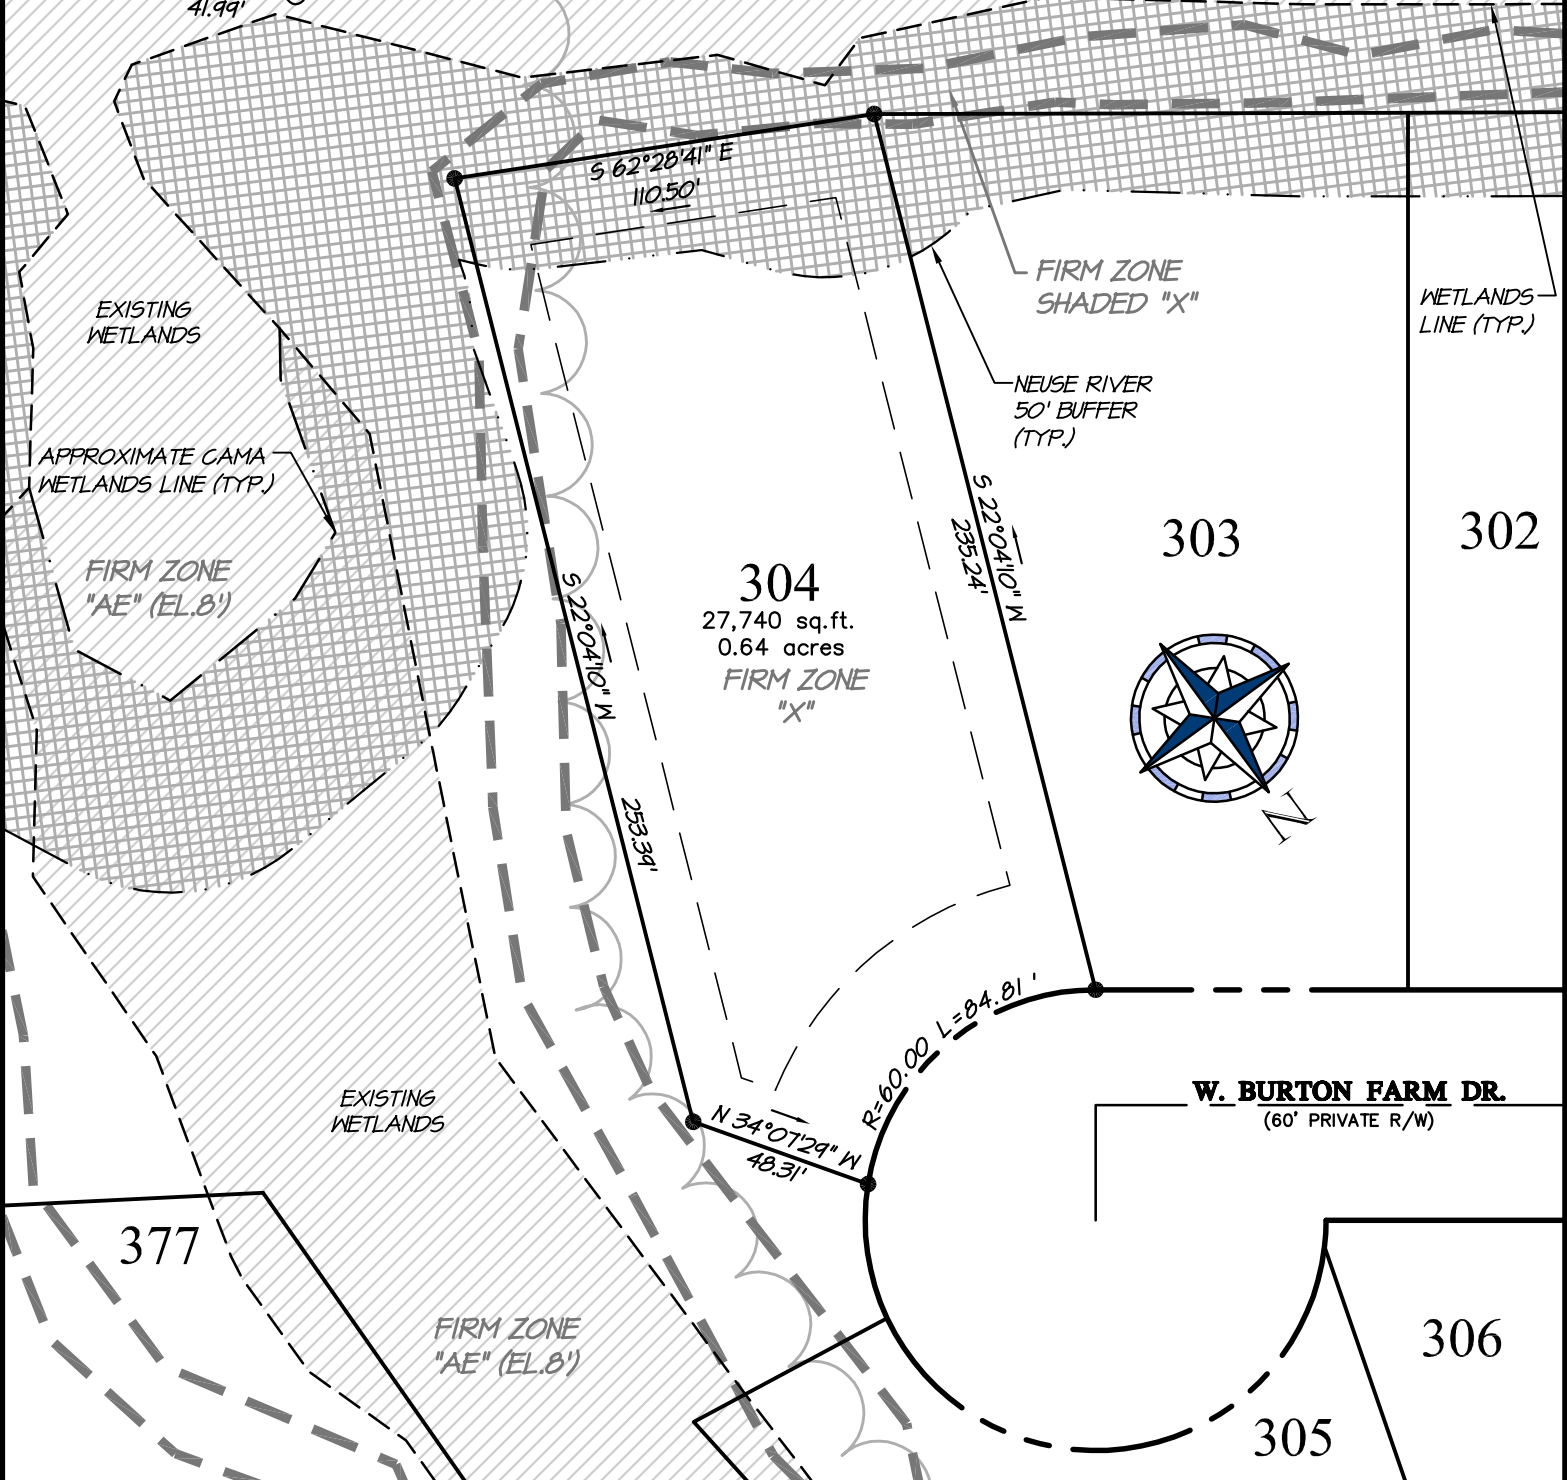 41.99'
S 62°28'41" E
110.50'
FIRM ZONE
SHADED "X"
EXISTING
WETLANDS
WETLANDS
LINE (TYP.)
NEUSE RIVER
50' BUFFER
(TYP.)
APPROXIMATE CAMA
WETLANDS LINE (TYP.)
S 22°04'10" W
235.24'
303
302
FIRM ZONE
"AE" (EL.8')
304
27,740 sq.ft.
0.64 acres
FIRM ZONE
"X"
S 22°04'10" W
253.39'
N
R=60.00 L=84.81 '
EXISTING
WETLANDS
N 34°07'29" W
48.31'
W. BURTON FARM DR.
(60' PRIVATE R/W)
377
FIRM ZONE
"AE" (EL.8')
306
305